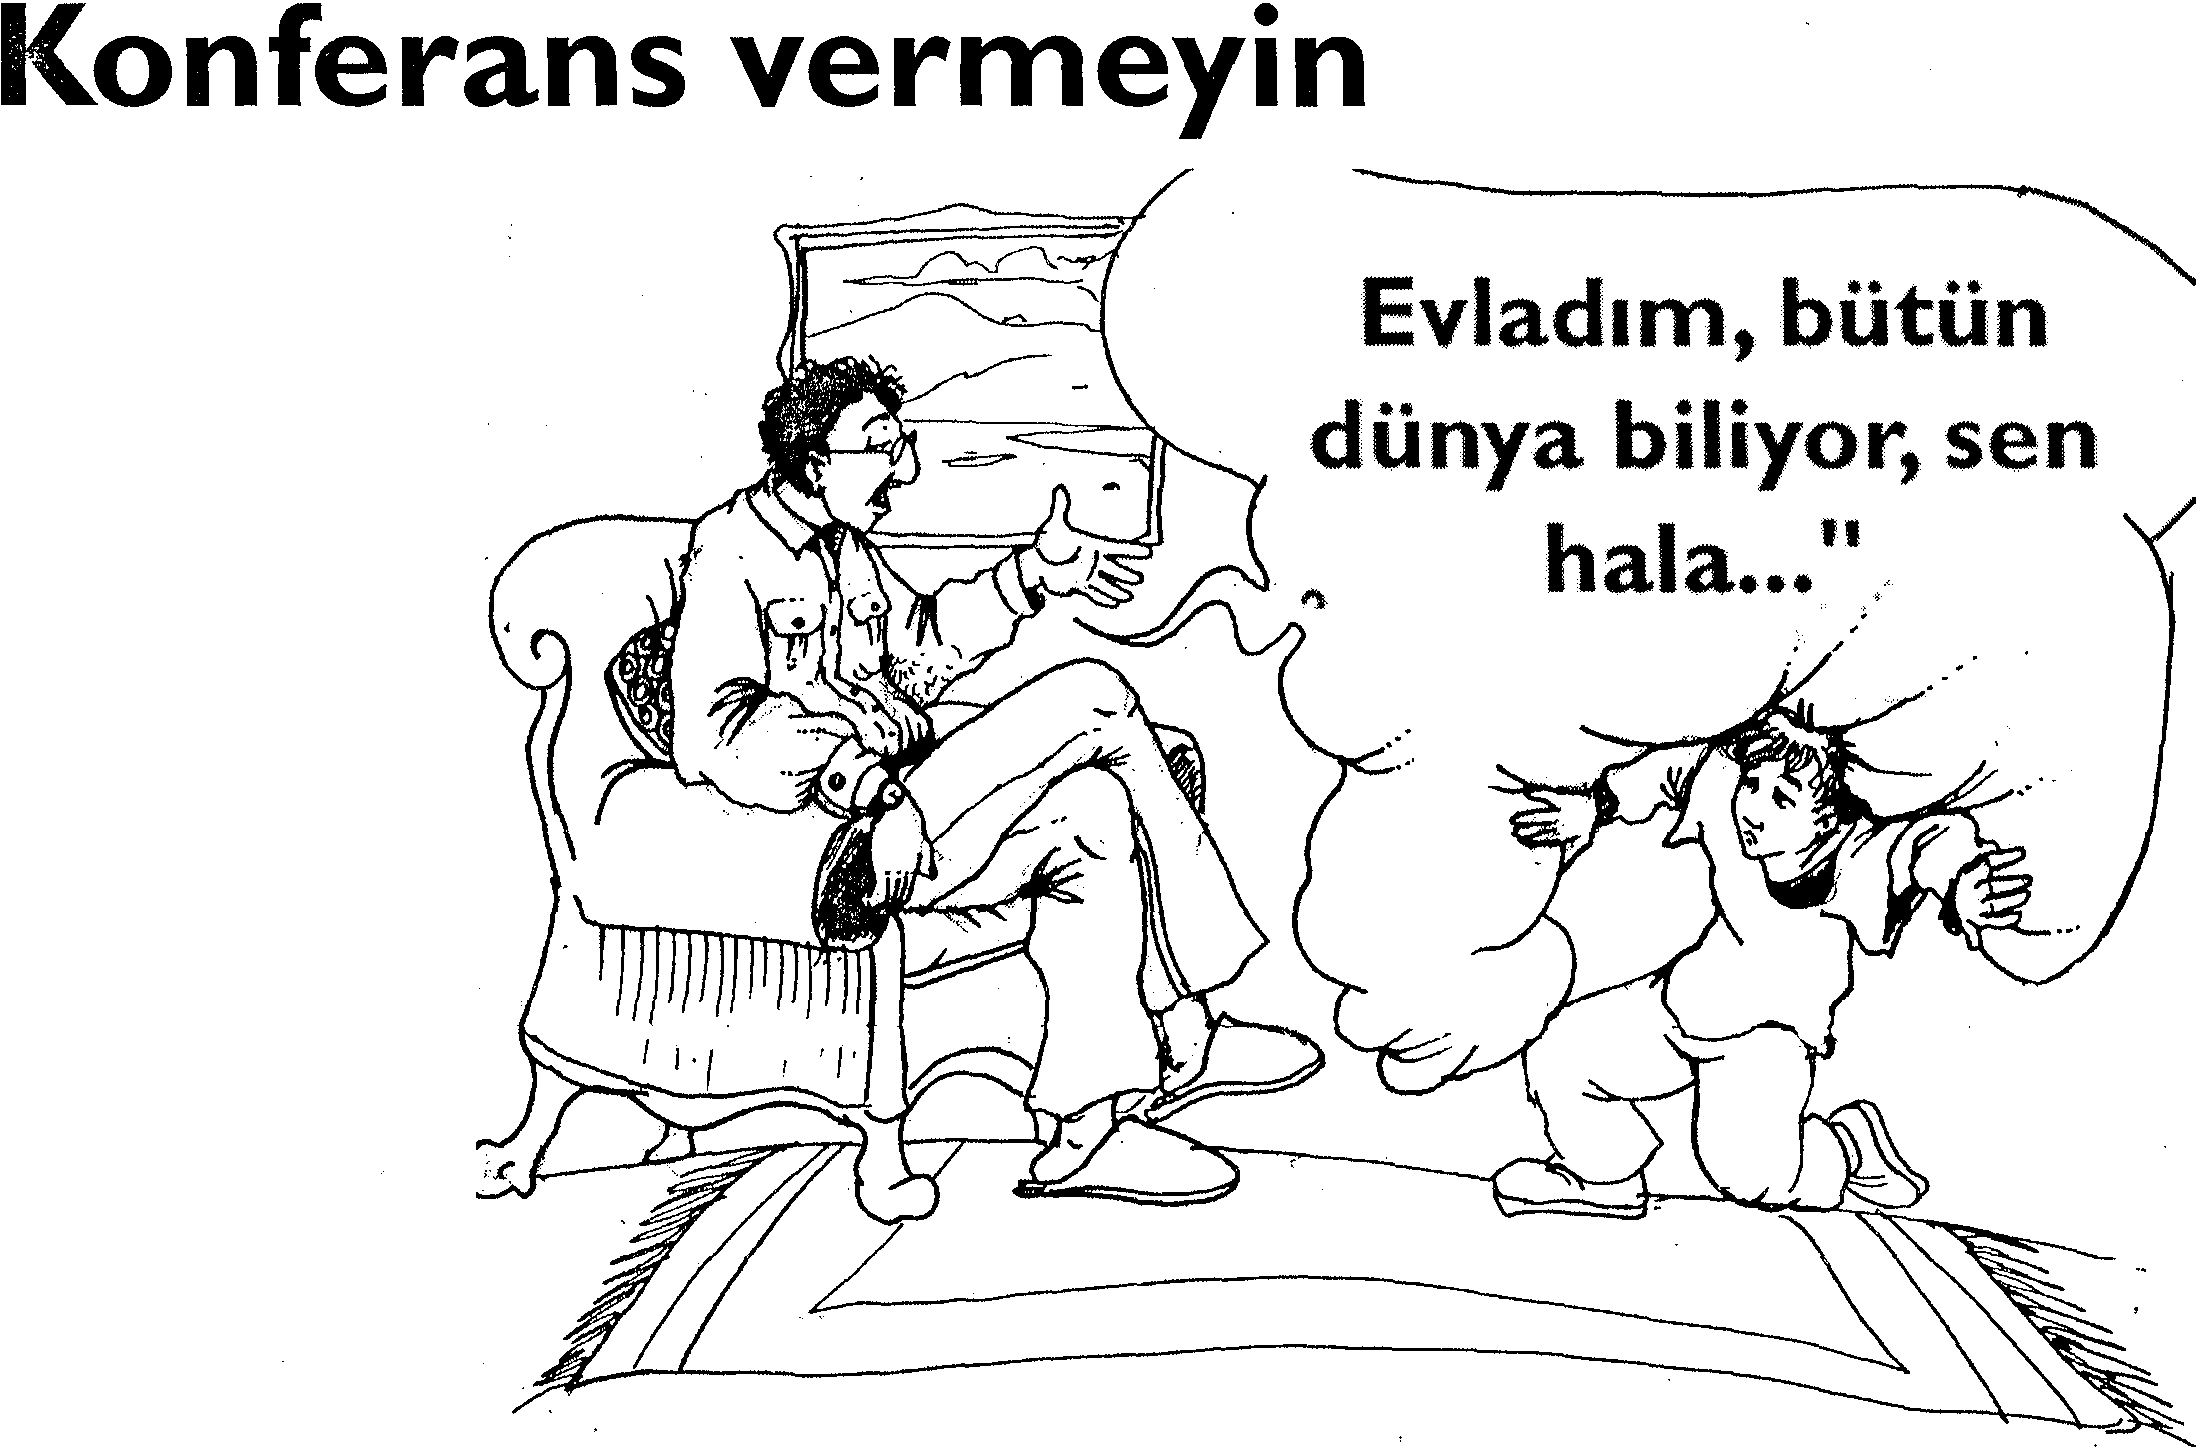 Konferans vermeyin
Evladım, bütün
dünya biliyor, sen
hala..."